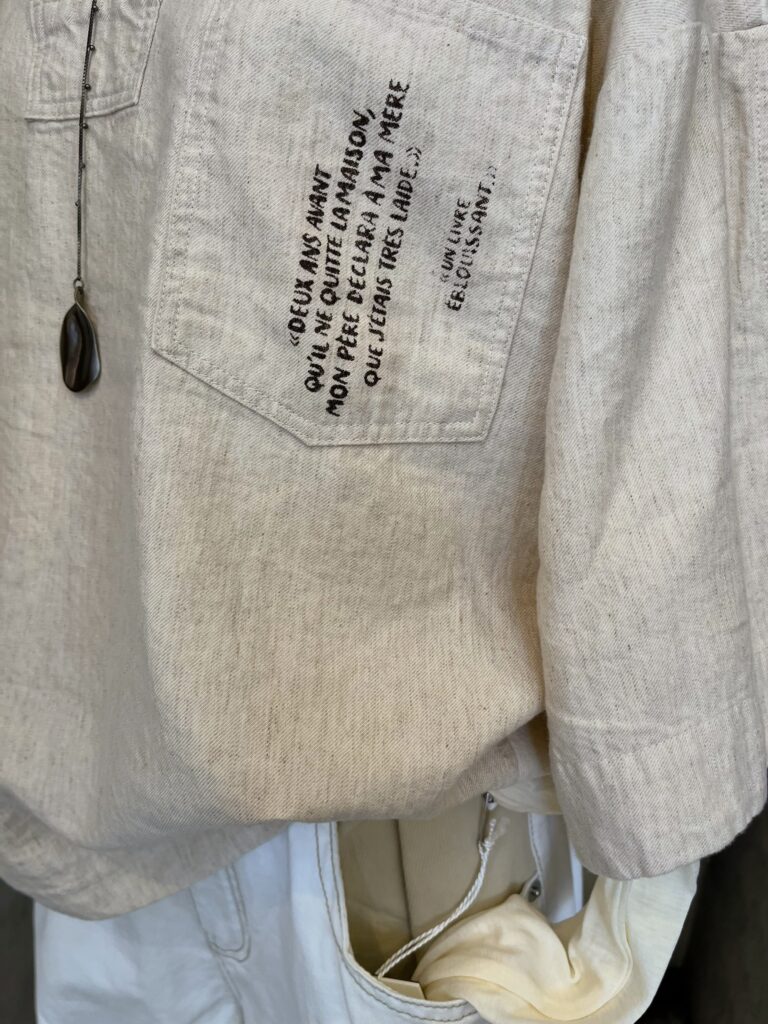 «DEUX ANS AVANT
QU'IL NE QUITTE LA MAISON,
MON PÈRE DÉCLARA À MA MÈRE
QUE J'ÉTAIS TRÈS LAIDE.»
«UN LIVRE
ÉBLOUISSANT.»